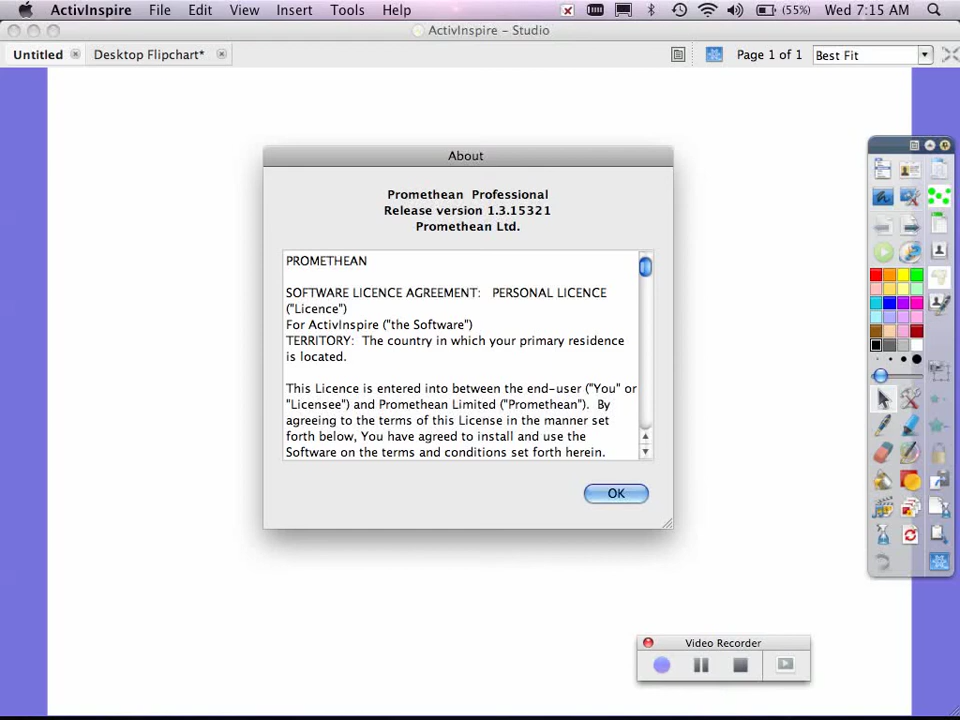 ActivInspire File Edit View Insert Tools Help (55%) Wed 7:15 AM
ActivInspire – Studio
Untitled Desktop Flipchart* Page 1 of 1 Best Fit
About
Promethean Professional
Release version 1.3.15321
Promethean Ltd.
PROMETHEAN
SOFTWARE LICENCE AGREEMENT: PERSONAL LICENCE
("Licence")
For ActivInspire ("the Software")
TERRITORY: The country in which your primary residence
is located.
This Licence is entered into between the end-user ("You" or
"Licensee") and Promethean Limited ("Promethean"). By
agreeing to the terms of this License in the manner set
forth below, You have agreed to install and use the
Software on the terms and conditions set forth herein.
OK
Video Recorder